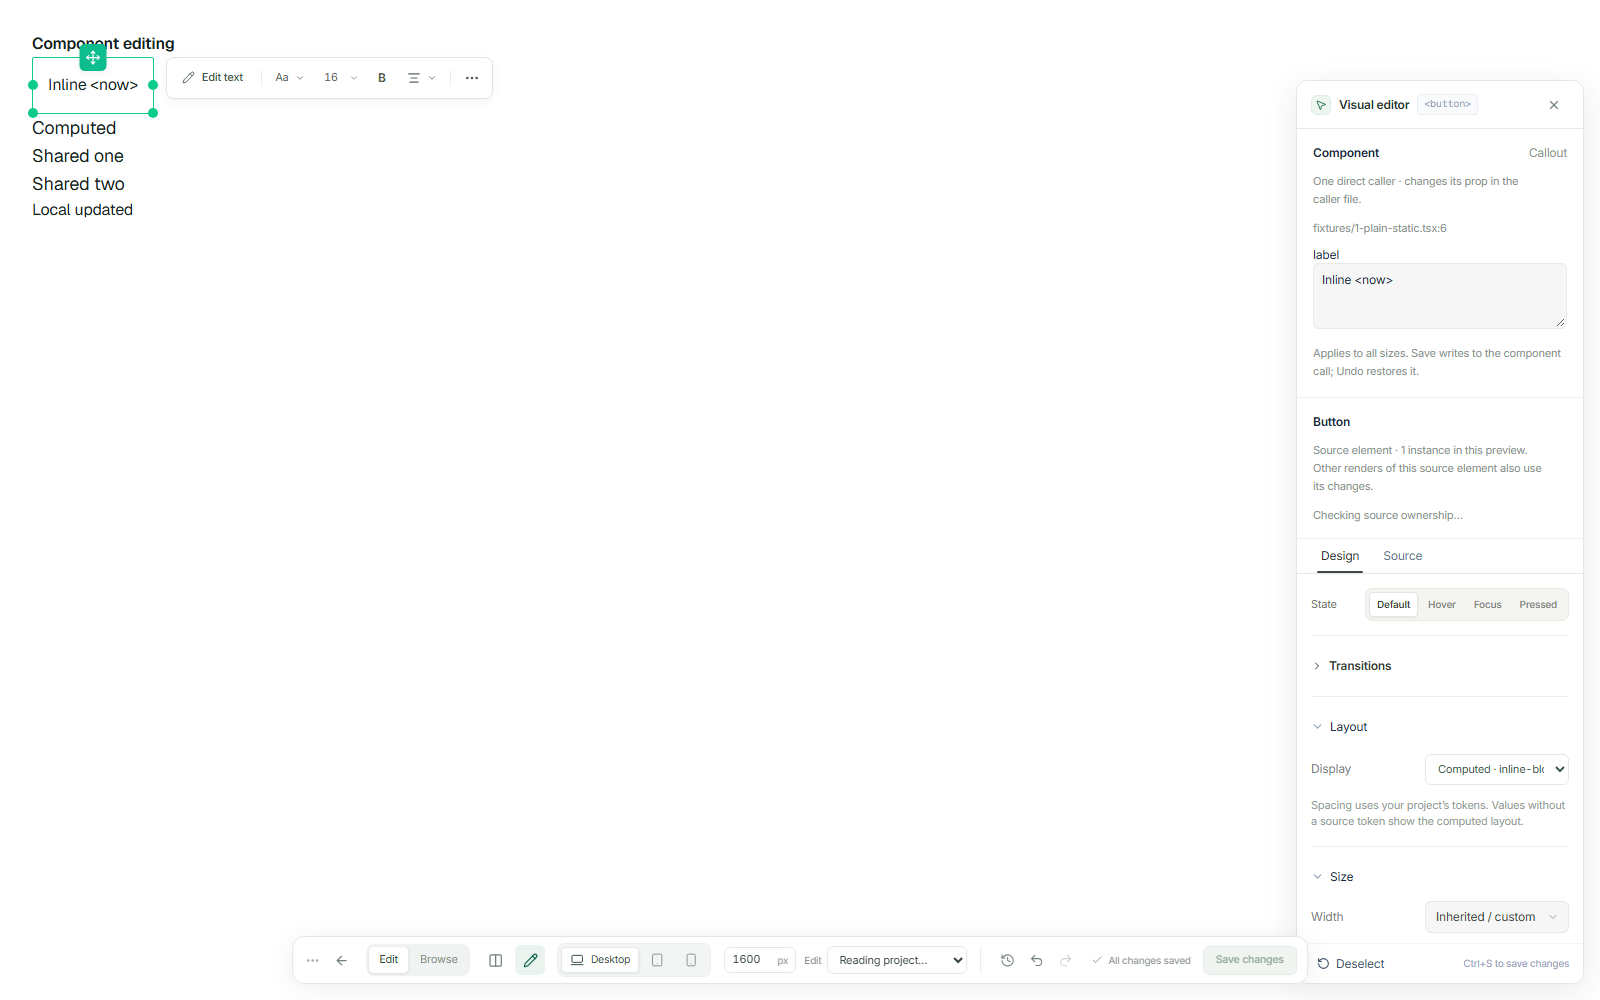 Component editing
Inline <now>
Edit text
Aa
16
B
Computed
Shared one
Shared two
Local updated
Visual editor
<button>
Component
Callout
One direct caller · changes its prop in the
caller file.
fixtures/1-plain-static.tsx:6
label
Inline <now>
Applies to all sizes. Save writes to the component
call; Undo restores it.
Button
Source element · 1 instance in this preview.
Other renders of this source element also use
its changes.
Checking source ownership...
Design
Source
State
Default
Hover
Focus
Pressed
Transitions
Layout
Display
Computed · inline-blo
Spacing uses your project's tokens. Values without
a source token show the computed layout.
Size
Width
Inherited / custom
Edit
Browse
Desktop
1600
px
Edit
Reading project...
All changes saved
Save changes
Deselect
Ctrl+S to save changes